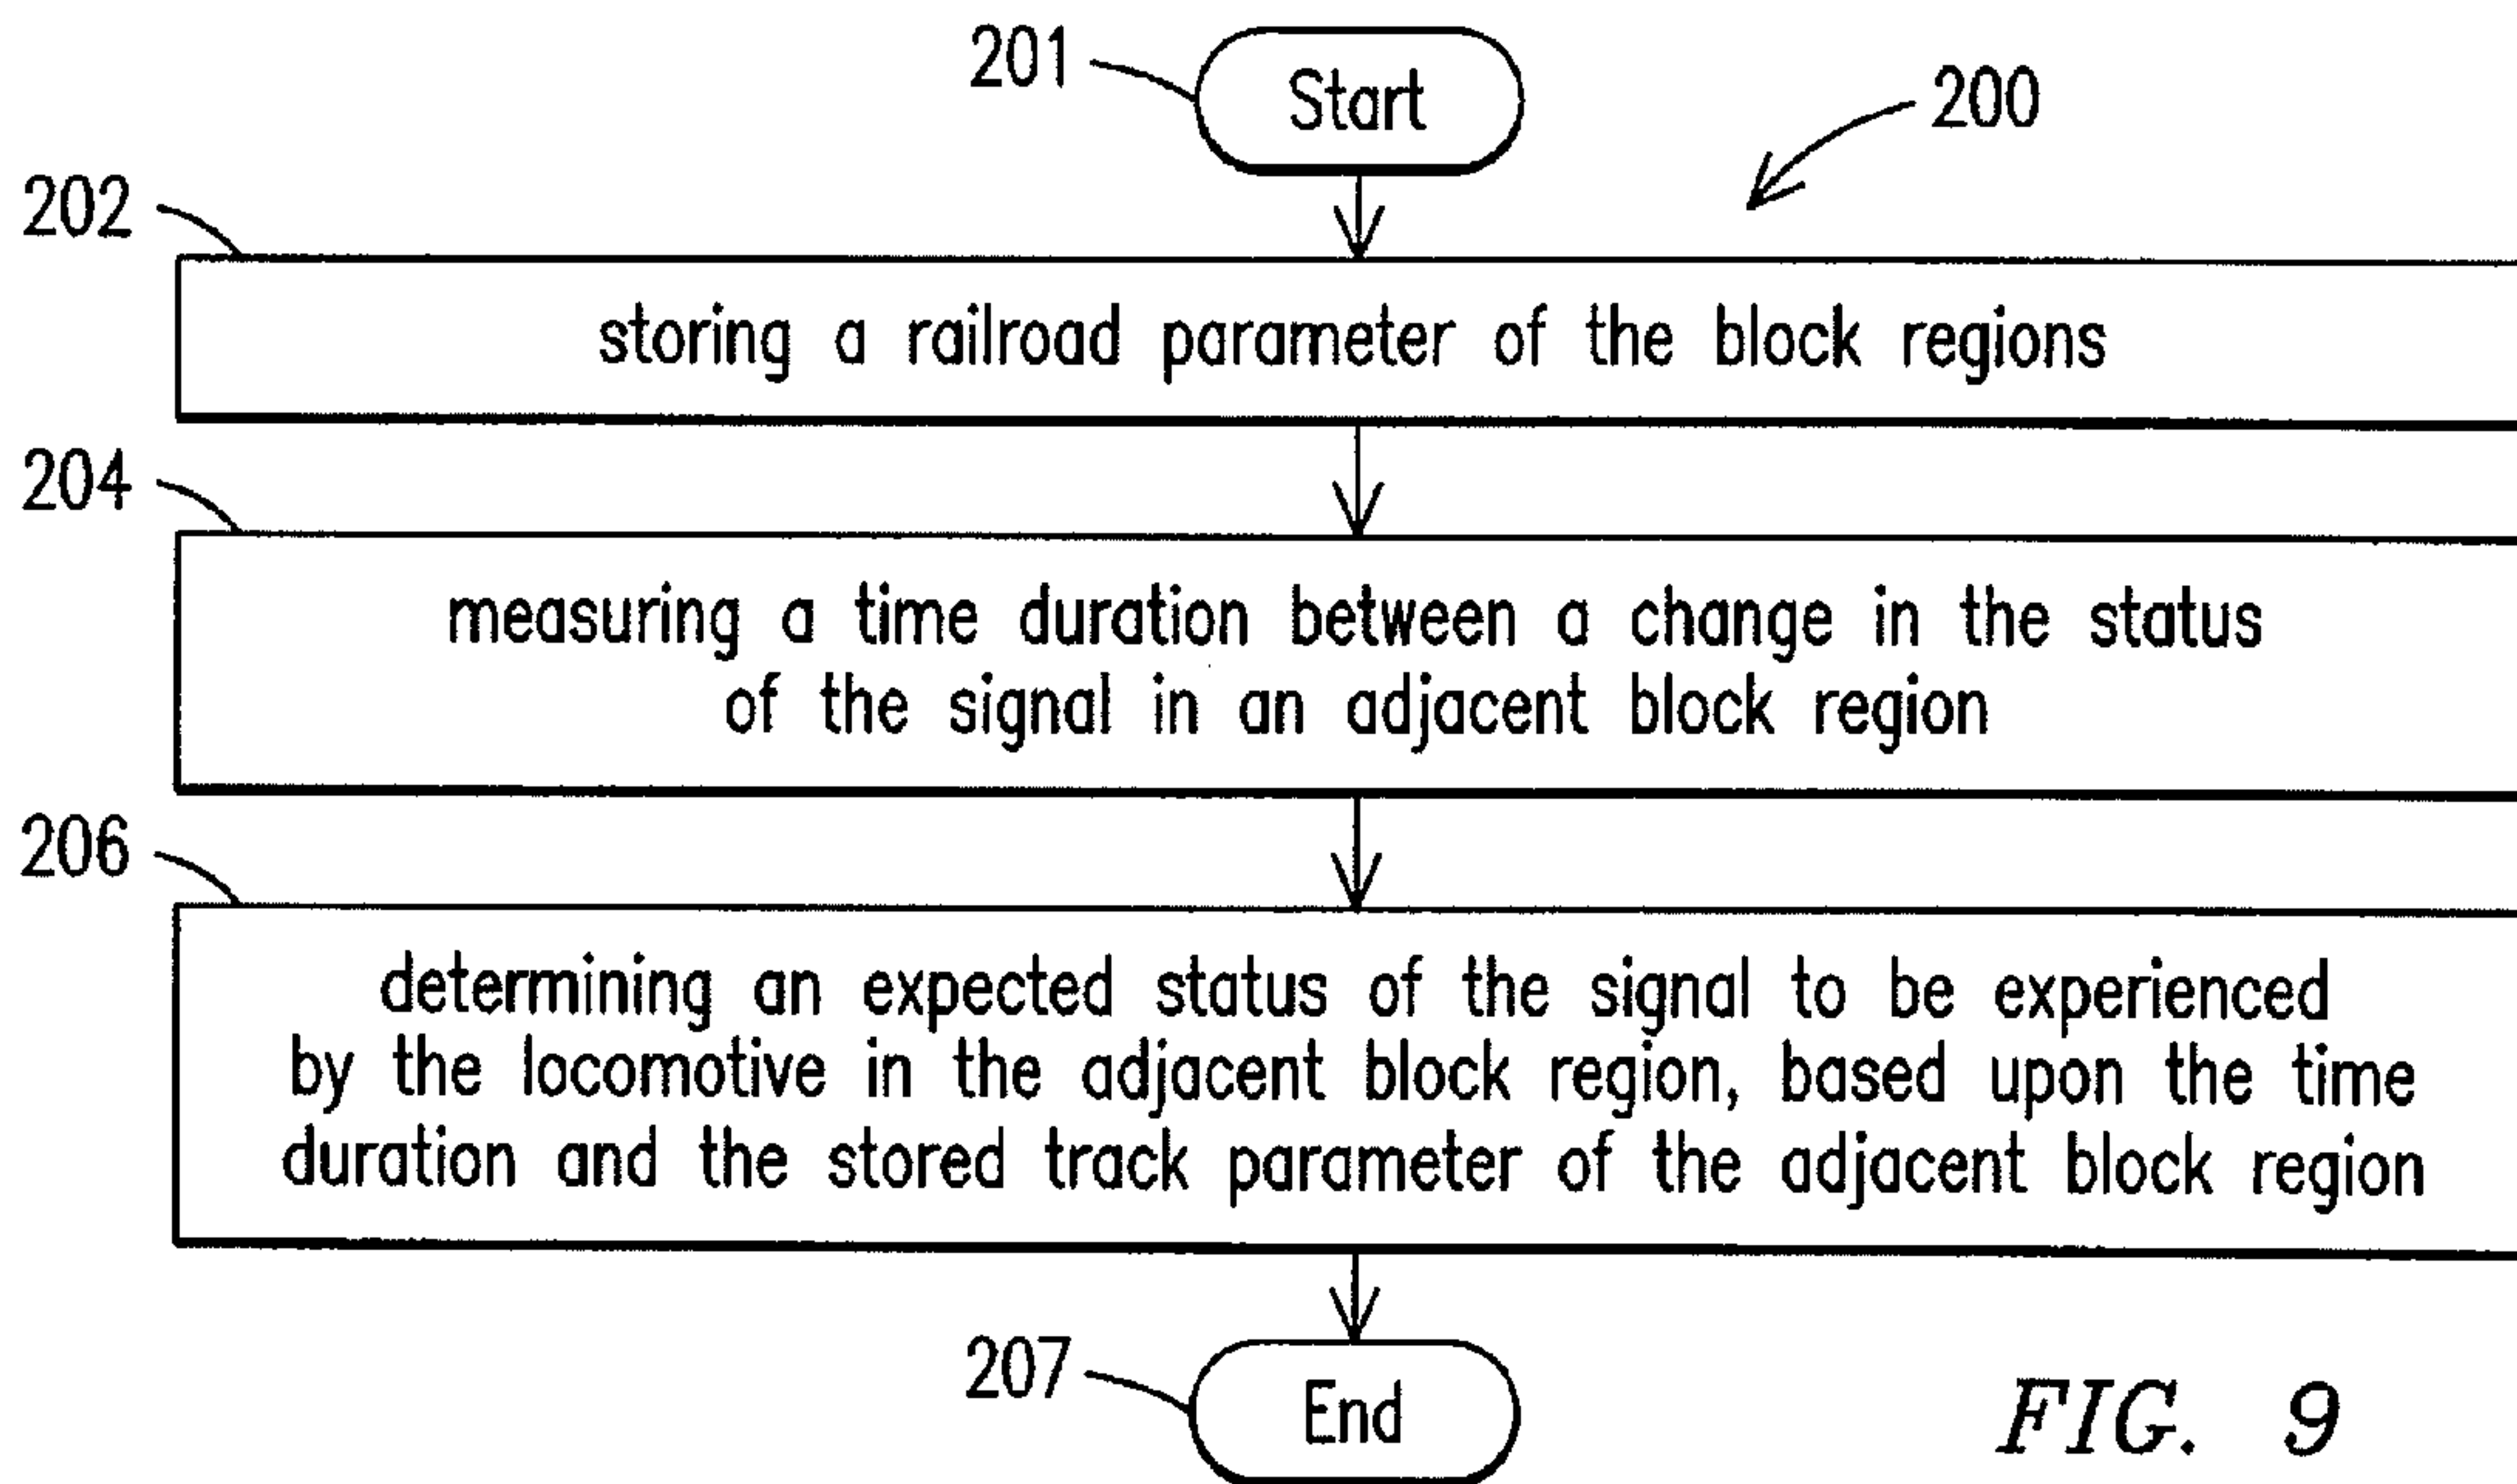 201
Start
200
202
storing a railroad parameter of the block regions
204
measuring a time duration between a change in the status
of the signal in an adjacent block region
206
determining an expected status of the signal to be experienced
by the locomotive in the adjacent block region, based upon the time
duration and the stored track parameter of the adjacent block region
207
End
FIG. 9